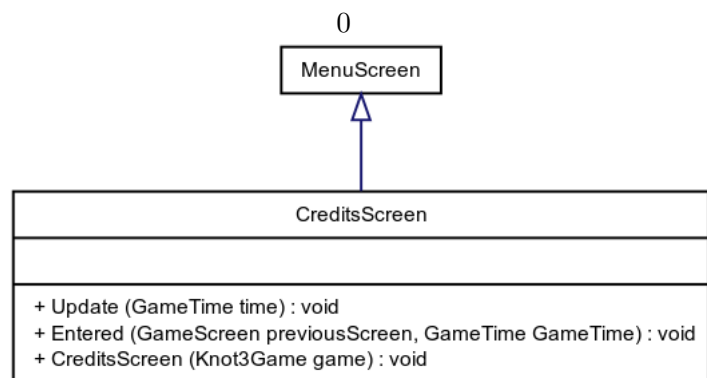 0
MenuScreen
CreditsScreen
+ Update (GameTime time) : void
+ Entered (GameScreen previousScreen, GameTime GameTime) : void
+ CreditsScreen (Knot3Game game) : void